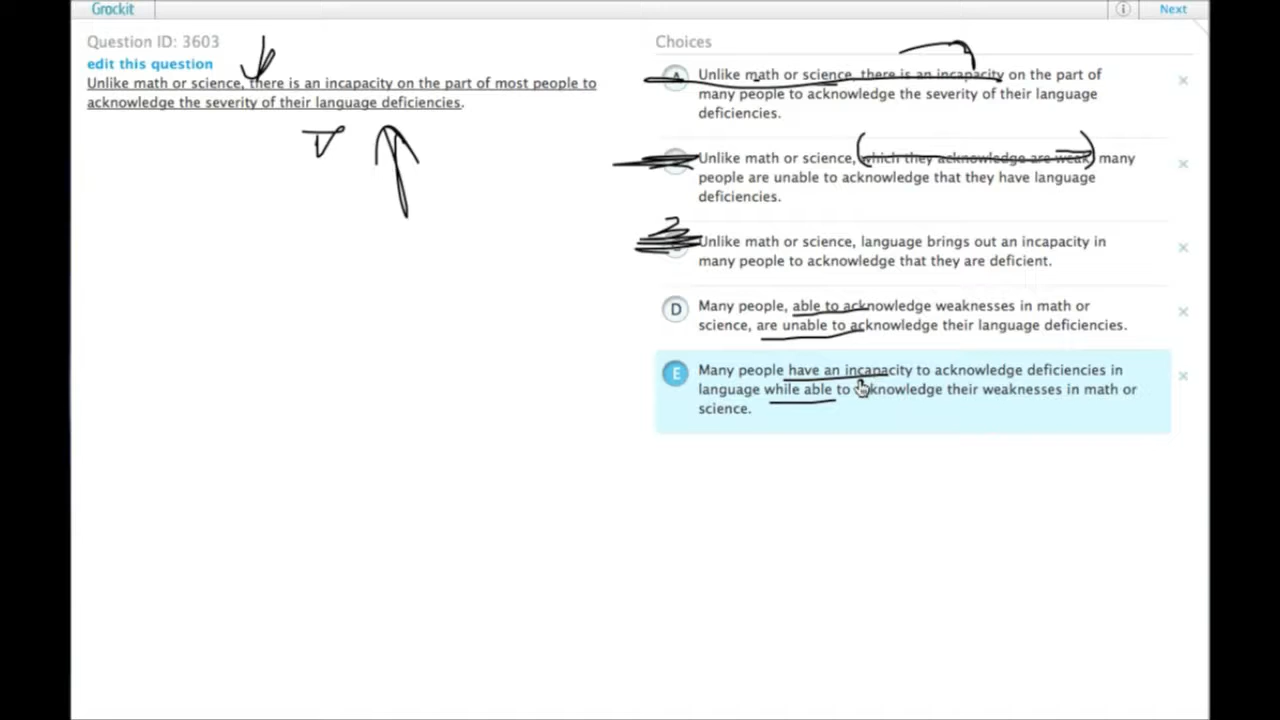 Grockit
Next
Question ID: 3603
edit this question
Unlike math or science, there is an incapacity on the part of most people to
acknowledge the severity of their language deficiencies.
Choices
A
Unlike math or science, there is an incapacity on the part of
many people to acknowledge the severity of their language
deficiencies.
Unlike math or science, which they acknowledge are weak, many
people are unable to acknowledge that they have language
deficiencies.
Unlike math or science, language brings out an incapacity in
many people to acknowledge that they are deficient.
D
Many people, able to acknowledge weaknesses in math or
science, are unable to acknowledge their language deficiencies.
E
Many people have an incapacity to acknowledge deficiencies in
language while able to acknowledge their weaknesses in math or
science.